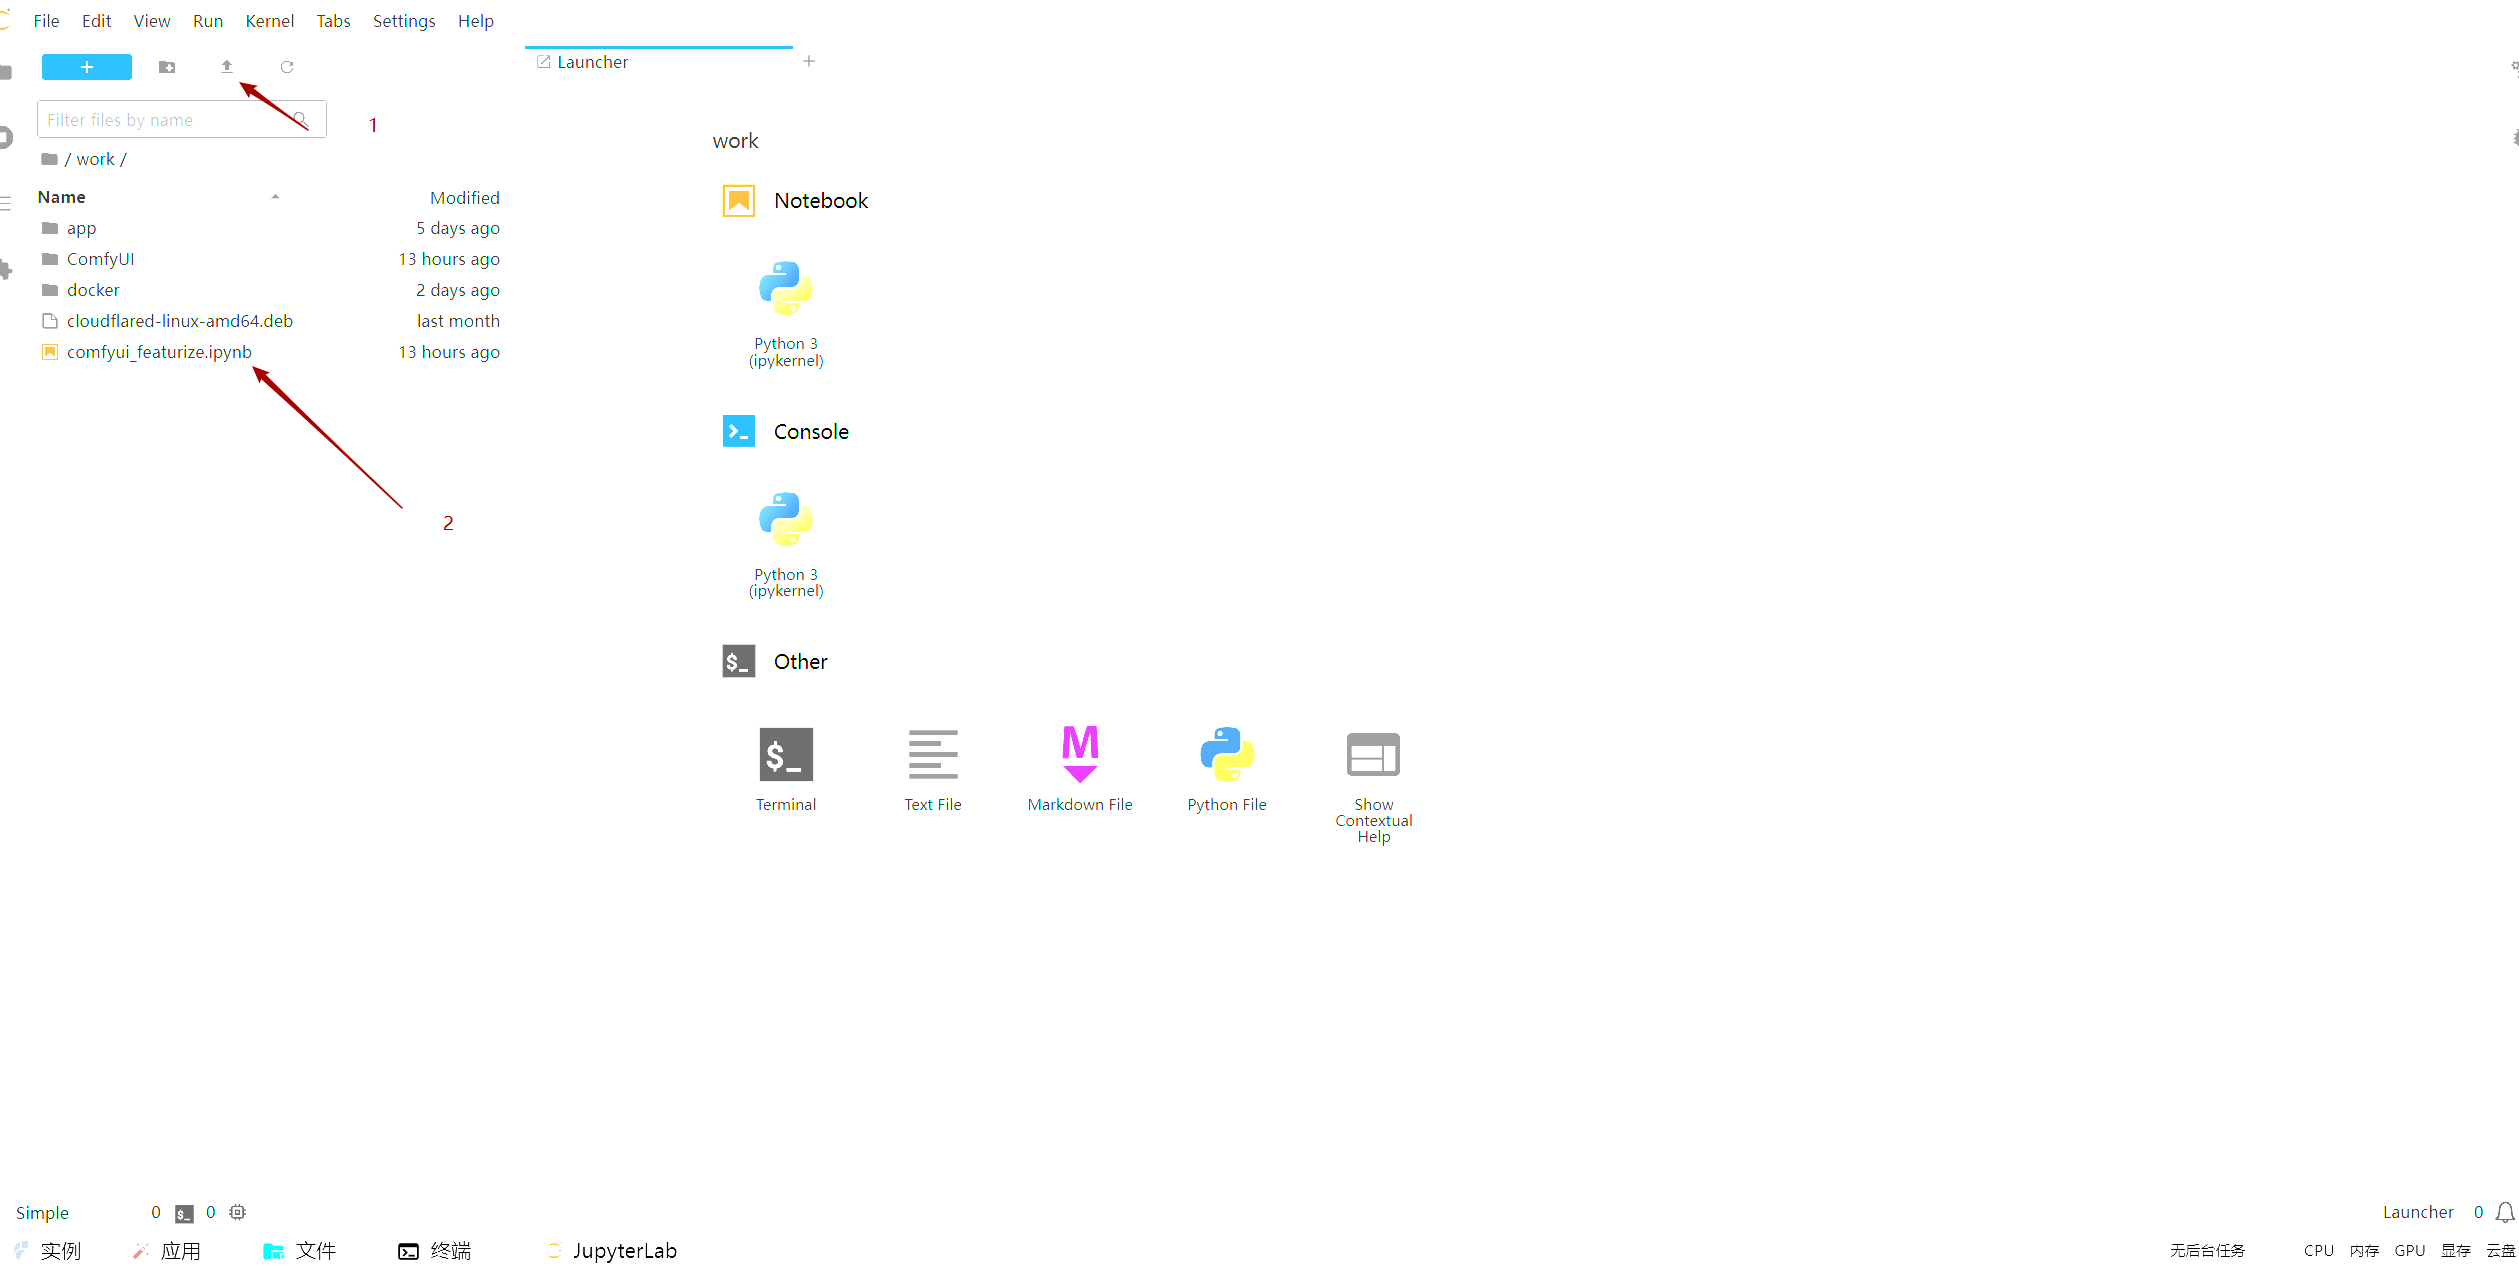 File Edit View Run Kernel Tabs Settings Help
+
Launcher
+
Filter files by name
1
/ work /
Name Modified
app 5 days ago
ComfyUI 13 hours ago
docker 2 days ago
cloudflared-linux-amd64.deb last month
comfyui_featurize.ipynb 13 hours ago
2
work
Notebook
Python 3
(ipykernel)
Console
Python 3
(ipykernel)
$_ Other
$_
M
Terminal Text File Markdown File Python File Show
Contextual
Help
Simple 0 $_ 0
Launcher 0
实例 应用 文件 终端 JupyterLab
无后台任务 CPU 内存 GPU 显存 云盘